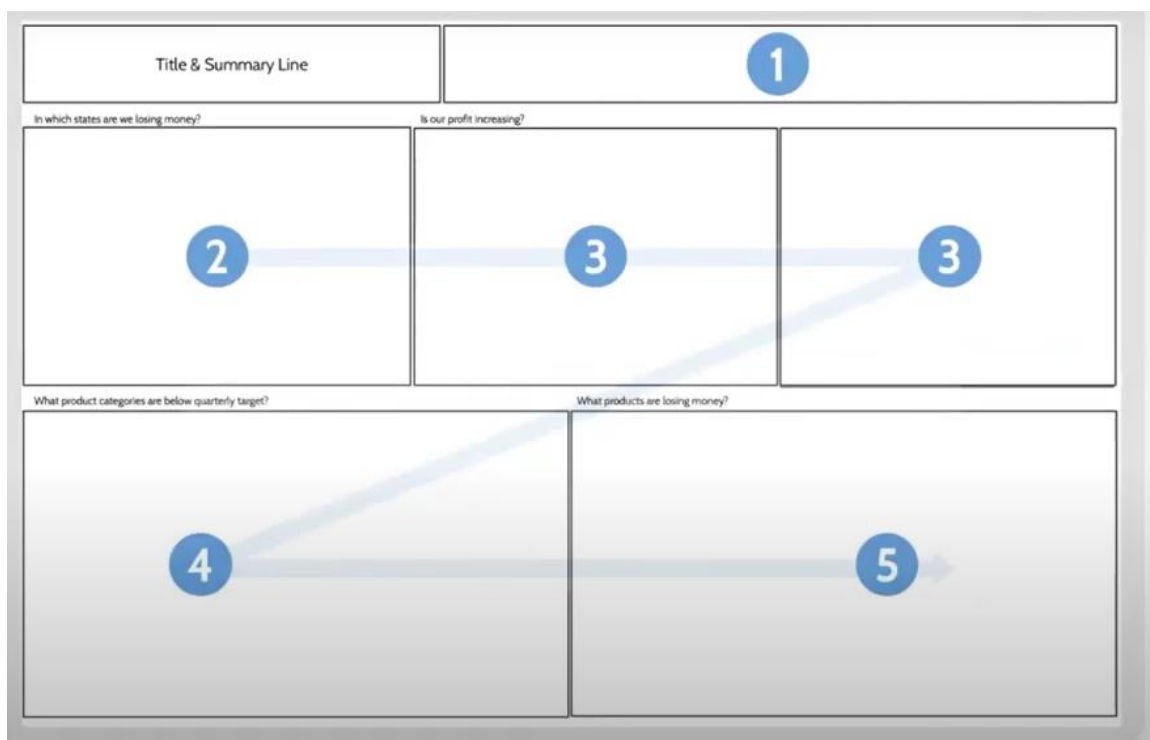 Title & Summary Line
1
In which states are we losing money?
Is our profit increasing?
2
3
3
What product categories are below quarterly target?
What products are losing money?
4
5